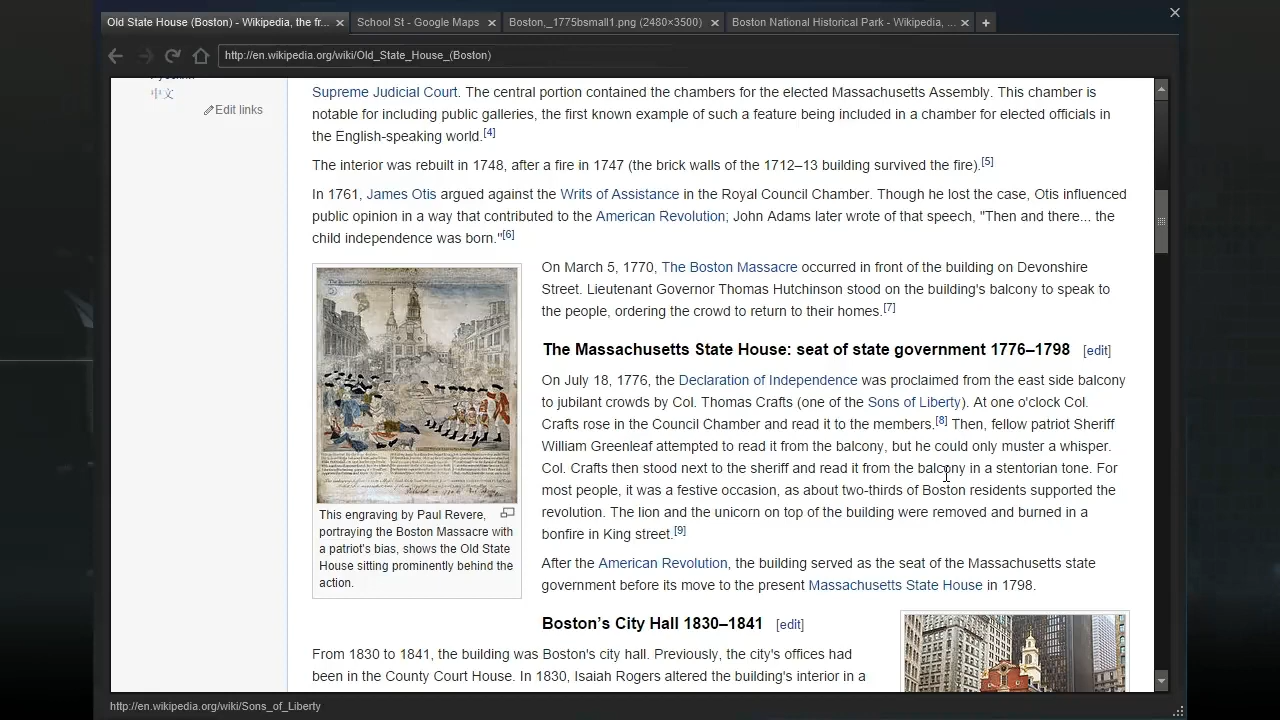 Old State House (Boston) - Wikipedia, the fr...
School St - Google Maps
Boston,_1775bsmall1.png (2480×3500)
Boston National Historical Park - Wikipedia, ...
http://en.wikipedia.org/wiki/Old_State_House_(Boston)
中文
Edit links
Supreme Judicial Court. The central portion contained the chambers for the elected Massachusetts Assembly. This chamber is
notable for including public galleries, the first known example of such a feature being included in a chamber for elected officials in
the English-speaking world.[4]
The interior was rebuilt in 1748, after a fire in 1747 (the brick walls of the 1712–13 building survived the fire).[5]
In 1761, James Otis argued against the Writs of Assistance in the Royal Council Chamber. Though he lost the case, Otis influenced
public opinion in a way that contributed to the American Revolution; John Adams later wrote of that speech, "Then and there... the
child independence was born."[6]
On March 5, 1770, The Boston Massacre occurred in front of the building on Devonshire
Street. Lieutenant Governor Thomas Hutchinson stood on the building's balcony to speak to
the people, ordering the crowd to return to their homes.[7]
This engraving by Paul Revere,
portraying the Boston Massacre with
a patriot's bias, shows the Old State
House sitting prominently behind the
action.
The Massachusetts State House: seat of state government 1776–1798 [edit]
On July 18, 1776, the Declaration of Independence was proclaimed from the east side balcony
to jubilant crowds by Col. Thomas Crafts (one of the Sons of Liberty). At one o'clock Col.
Crafts rose in the Council Chamber and read it to the members.[8] Then, fellow patriot Sheriff
William Greenleaf attempted to read it from the balcony, but he could only muster a whisper.
Col. Crafts then stood next to the sheriff and read it from the balcony in a stentorian tone. For
most people, it was a festive occasion, as about two-thirds of Boston residents supported the
revolution. The lion and the unicorn on top of the building were removed and burned in a
bonfire in King street.[9]
After the American Revolution, the building served as the seat of the Massachusetts state
government before its move to the present Massachusetts State House in 1798.
Boston's City Hall 1830–1841 [edit]
From 1830 to 1841, the building was Boston's city hall. Previously, the city's offices had
been in the County Court House. In 1830, Isaiah Rogers altered the building's interior in a
http://en.wikipedia.org/wiki/Sons_of_Liberty